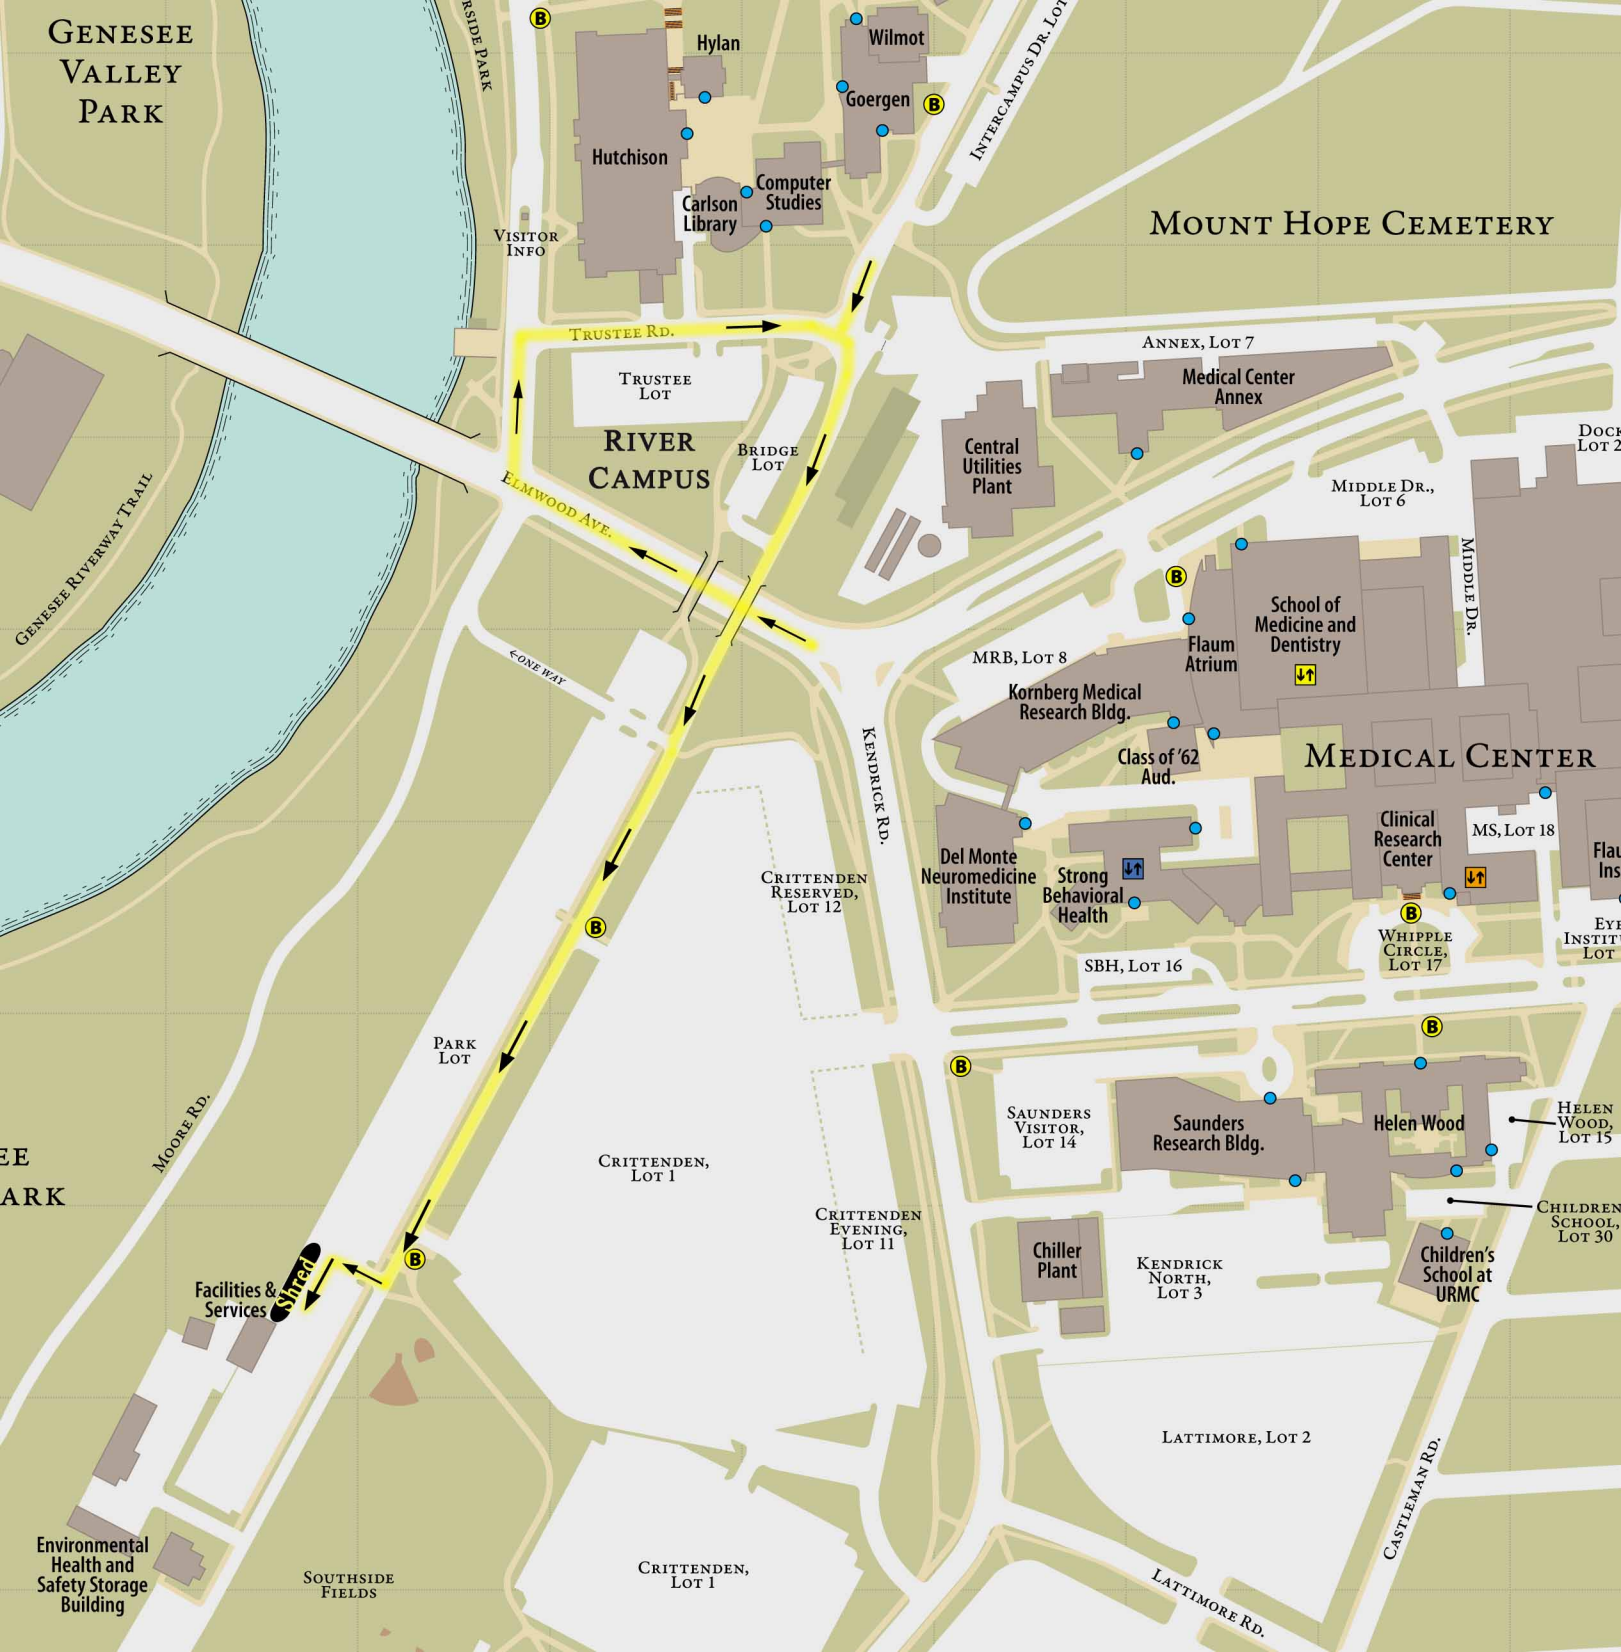 GENESEE
VALLEY
PARK
B
Hylan
Wilmot
Goergen
B
INTERCAMPUS DR. LOT
Hutchison
Computer
Studies
Carlson
Library
VISITOR
INFO
MOUNT HOPE CEMETERY
TRUSTEE RD.
TRUSTEE
LOT
RIVER
CAMPUS
BRIDGE
LOT
ELMWOOD AVE.
ANNEX, LOT 7
Medical Center
Annex
Central
Utilities
Plant
MIDDLE DR.,
LOT 6
DOCK
LOT 2
MIDDLE DR.
GENESEE RIVERWAY TRAIL
←ONE WAY
B
School of
Medicine and
Dentistry
Flaum
Atrium
MRB, LOT 8
Kornberg Medical
Research Bldg.
Class of '62
Aud.
MEDICAL CENTER
KENDRICK RD.
Clinical
Research
Center
MS, LOT 18
Del Monte
Neuromedicine
Institute
Strong
Behavioral
Health
B
WHIPPLE
CIRCLE,
LOT 17
SBH, LOT 16
CRITTENDEN
RESERVED,
LOT 12
B
PARK
LOT
MOORE RD.
B
B
SAUNDERS
VISITOR,
LOT 14
Saunders
Research Bldg.
Helen Wood
HELEN
WOOD,
LOT 15
CRITTENDEN,
LOT 1
CRITTENDEN
EVENING,
LOT 11
CHILDREN
SCHOOL,
LOT 30
Children's
School at
URMC
Chiller
Plant
KENDRICK
NORTH,
LOT 3
B
Facilities &
Services
Shred
LATTIMORE, LOT 2
CASTLEMAN RD.
LATTIMORE RD.
Environmental
Health and
Safety Storage
Building
SOUTHSIDE
FIELDS
CRITTENDEN,
LOT 1